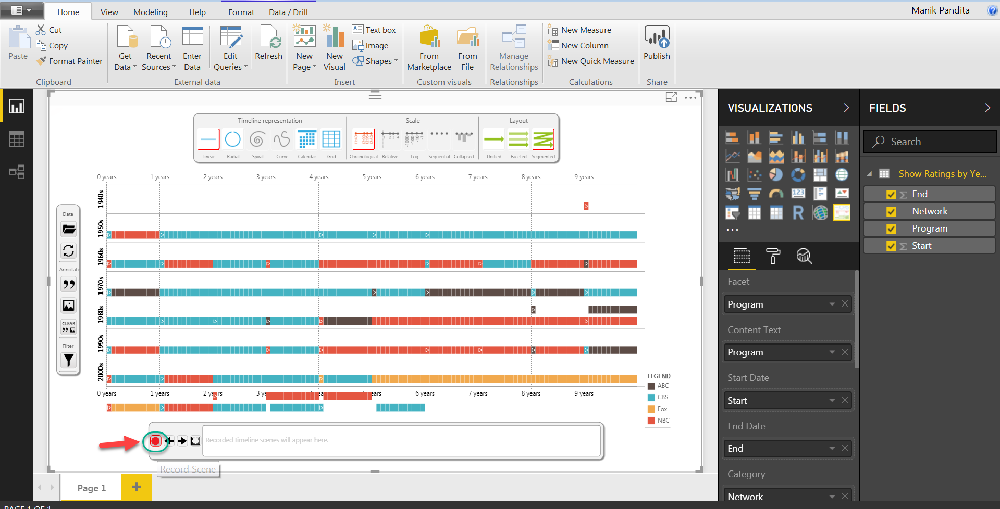 Home View Modeling Help Format Data / Drill Manik Pandita
Paste
Cut
Copy
Format Painter
Clipboard
Get
Data
Recent
Sources
Enter
Data
Edit
Queries
Refresh
External data
New
Page
New
Visual
Text box
Image
Shapes
Insert
From
Marketplace
From
File
Custom visuals
Manage
Relationships
Relationships
New Measure
New Column
New Quick Measure
Calculations
Publish
Share
Timeline representation
Linear Radial Spiral Curve Calendar Grid
Scale
Chronological Relative Log Sequential Collapsed
Layout
Unified Faceted Segmented
Data
Annotate
CLEAR
Filter
0 years 1 years 2 years 3 years 4 years 5 years 6 years 7 years 8 years 9 years
1940s
1950s
1960s
1970s
1980s
1990s
2000s
0 years 1 years 2 years 3 years 4 years 5 years 6 years 7 years 8 years 9 years
LEGEND
ABC
CBS
Fox
NBC
Recorded timeline scenes will appear here.
Record Scene
Page 1
PAGE 1 OF 1
VISUALIZATIONS
Facet
Program
Content Text
Program
Start Date
Start
End Date
End
Category
Network
FIELDS
Search
Show Ratings by Ye...
End
Network
Program
Start